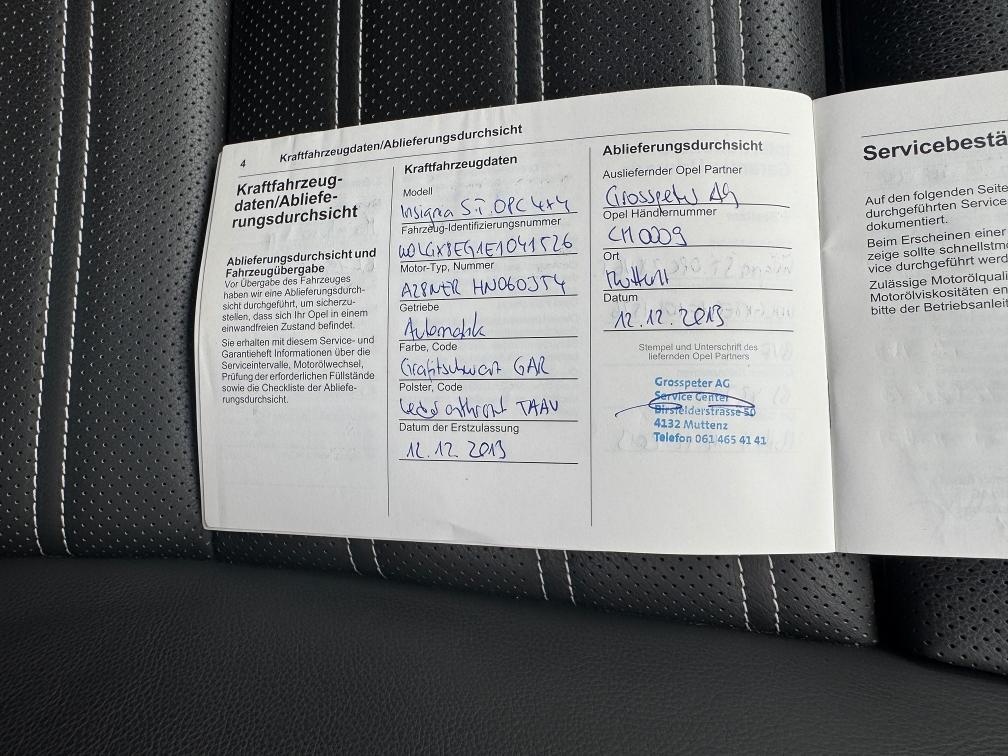 4 Kraftfahrzeugdaten/Ablieferungsdurchsicht
Kraftfahrzeug-
daten/Abliefe-
rungsdurchsicht
Ablieferungsdurchsicht und
Fahrzeugübergabe
Vor Übergabe des Fahrzeuges
haben wir eine Ablieferungsdurch-
sicht durchgeführt, um sicherzu-
stellen, dass sich Ihr Opel in einem
einwandfreien Zustand befindet.
Sie erhalten mit diesem Service- und
Garantieheft Informationen über die
Serviceintervalle, Motorölwechsel,
Prüfung der erforderlichen Füllstände
sowie die Checkliste der Abliefe-
rungsdurchsicht.
Kraftfahrzeugdaten
Modell
Insignia S.T. OPC 4x4
Fahrzeug-Identifizierungsnummer
W0LGX8EG1E1041526
Motor-Typ, Nummer
A28NER
Getriebe
Automatik
Farbe, Code
Grafitschwarz GAR
Polster, Code
Leder TAAV
Datum der Erstzulassung
12.12.2013
Ablieferungsdurchsicht
Ausliefernder Opel Partner
Grosspeter AG
Opel Händlernummer
CH0009
Ort
Muttenz
Datum
12.12.2013
Stempel und Unterschrift des
liefernden Opel Partners
Grosspeter AG
Service Center
Birsfelderstrasse 50
4132 Muttenz
Telefon 061 465 41 41
Servicebestä
Auf den folgenden Seite
durchgeführten Service
dokumentiert.
Beim Erscheinen einer
zeige sollte schnellstm
vice durchgeführt werd
Zulässige Motorölquali
Motorölviskositäten en
bitte der Betriebsanleit